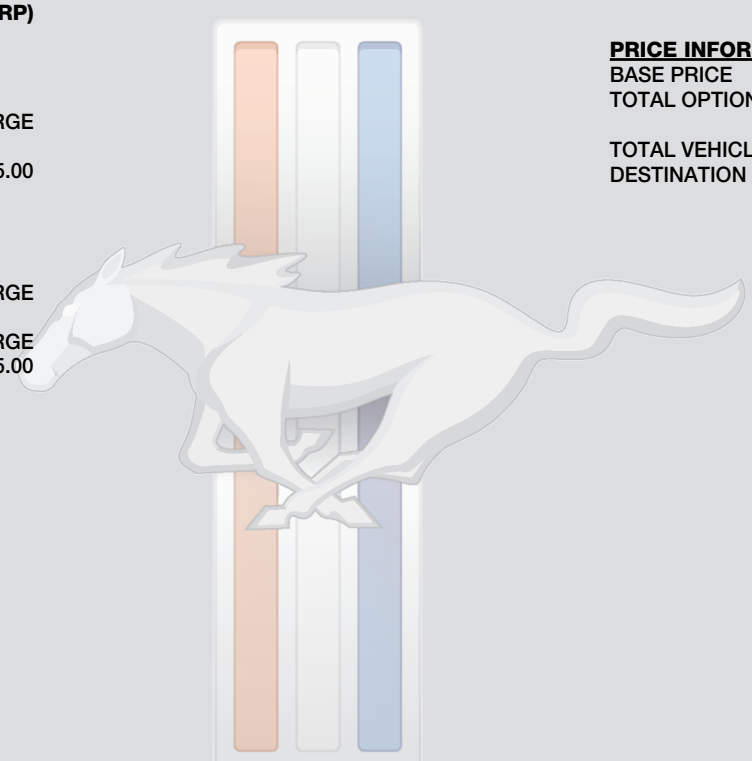 RP)
RGE
5.00
RGE
RGE
5.00
PRICE INFOR
BASE PRICE
TOTAL OPTION
TOTAL VEHICL
DESTINATION